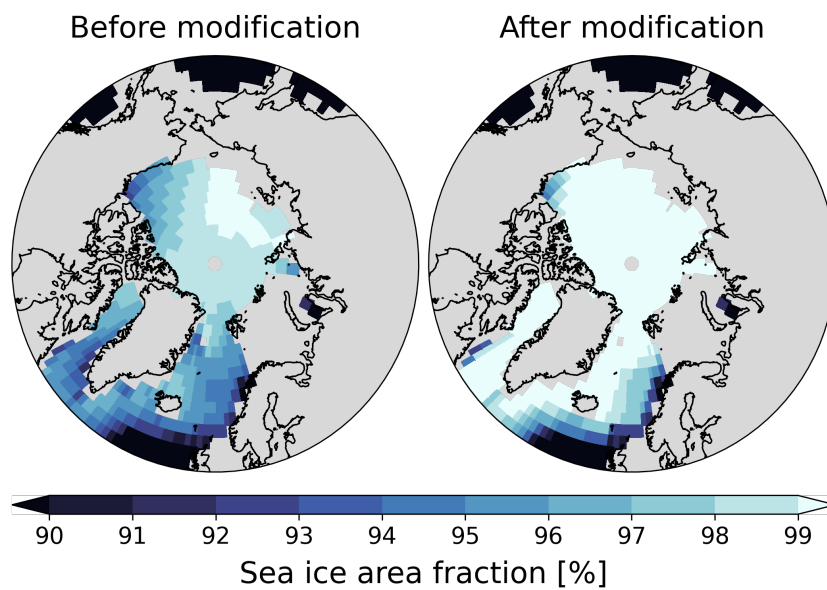 Before modification
After modification
90 91 92 93 94 95 96 97 98 99
Sea ice area fraction [%]